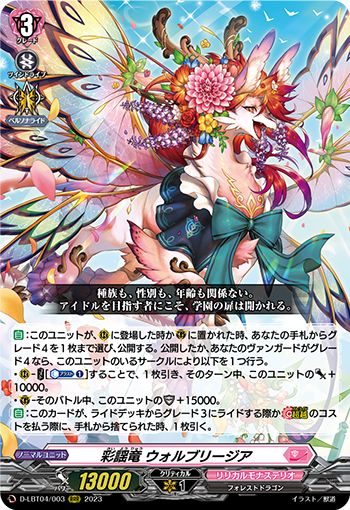 3
グレード
ツインドライブ
ペルソナライド
種族も、性別も、年齢も関係ない。
アイドルを目指す者にこそ、学園の扉は開かれる。
:このユニットが、に登場した時かに置かれた時、あなたの手札からグ
レード4を1枚まで選び、公開する。公開したか、あなたのヴァンガードがグレー
ド4なら、このユニットのいるサークルにより以下を1つ行う。
・-【ブラスト1】することで、1枚引き、そのターン中、このユニットの+
10000。
・-そのバトル中、このユニットの+15000。
:このカードが、ライドデッキからグレード3にライドする際か超越のコス
トを払う際に、手札から捨てられた時、1枚引く。
ノーマルユニット
彩謡竜 ウォルブリージア
パワー
13000
クリティカル
1
リリカルモナステリオ
フォレストドラゴン
D-LBT04/003 RRR 2023
イラスト/獣道